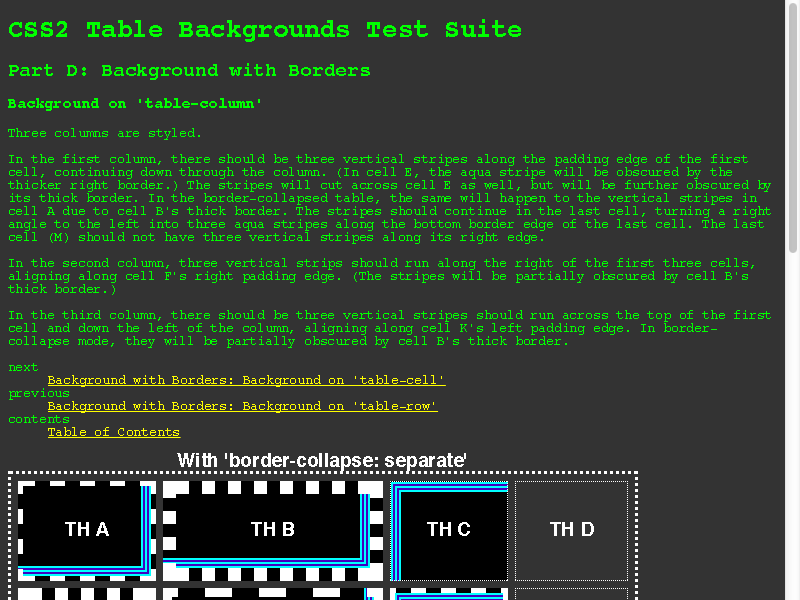 CSS2 Table Backgrounds Test Suite
Part D: Background with Borders
Background on 'table-column'
Three columns are styled.
In the first column, there should be three vertical stripes along the padding edge of the first
cell, continuing down through the column. (In cell E, the aqua stripe will be obscured by the
thicker right border.) The stripes will cut across cell E as well, but will be further obscured by
its thick border. In the border-collapsed table, the same will happen to the vertical stripes in
cell A due to cell B's thick border. The stripes should continue in the last cell, turning a right
angle to the left into three aqua stripes along the bottom border edge of the last cell. The last
cell (M) should not have three vertical stripes along its right edge.
In the second column, three vertical strips should run along the right of the first three cells,
aligning along cell F's right padding edge. (The stripes will be partially obscured by cell B's
thick border.)
In the third column, there should be three vertical stripes should run across the top of the first
cell and down the left of the column, aligning along cell K's left padding edge. In border-
collapse mode, they will be partially obscured by cell B's thick border.
next
Background with Borders: Background on 'table-cell'
previous
Background with Borders: Background on 'table-row'
contents
Table of Contents
With 'border-collapse: separate'
TH A TH B TH C TH D